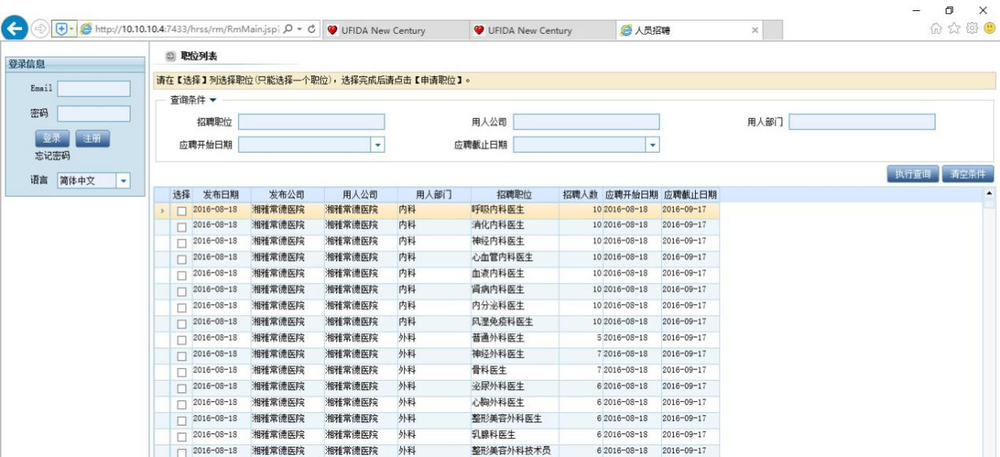 http://10.10.10.4:7433/hrss/rm/RmMain.jsp?
UFIDA New Century
UFIDA New Century
人员招聘
登录信息
Email
密码
登录 注册
忘记密码
语言 简体中文
职位列表
请在【选择】列选择职位(只能选择一个职位)，选择完成后请点击【申请职位】。
查询条件
招聘职位 用人公司 用人部门
应聘开始日期 应聘截止日期
执行查询 清空条件
选择 发布日期 发布公司 用人公司 用人部门 招聘职位 招聘人数 应聘开始日期 应聘截止日期
2016-08-18 湘雅常德医院 湘雅常德医院 内科 呼吸内科医生 10 2016-08-18 2016-09-17
2016-08-18 湘雅常德医院 湘雅常德医院 内科 消化内科医生 10 2016-08-18 2016-09-17
2016-08-18 湘雅常德医院 湘雅常德医院 内科 神经内科医生 10 2016-08-18 2016-09-17
2016-08-18 湘雅常德医院 湘雅常德医院 内科 心血管内科医生 10 2016-08-18 2016-09-17
2016-08-18 湘雅常德医院 湘雅常德医院 内科 血液内科医生 10 2016-08-18 2016-09-17
2016-08-18 湘雅常德医院 湘雅常德医院 内科 肾病内科医生 10 2016-08-18 2016-09-17
2016-08-18 湘雅常德医院 湘雅常德医院 内科 内分泌科医生 10 2016-08-18 2016-09-17
2016-08-18 湘雅常德医院 湘雅常德医院 内科 风湿免疫科医生 10 2016-08-18 2016-09-17
2016-08-18 湘雅常德医院 湘雅常德医院 外科 普通外科医生 5 2016-08-18 2016-09-17
2016-08-18 湘雅常德医院 湘雅常德医院 外科 神经外科医生 7 2016-08-18 2016-09-17
2016-08-18 湘雅常德医院 湘雅常德医院 外科 骨科医生 7 2016-08-18 2016-09-17
2016-08-18 湘雅常德医院 湘雅常德医院 外科 泌尿外科医生 6 2016-08-18 2016-09-17
2016-08-18 湘雅常德医院 湘雅常德医院 外科 心胸外科医生 6 2016-08-18 2016-09-17
2016-08-18 湘雅常德医院 湘雅常德医院 外科 整形美容外科医生 6 2016-08-18 2016-09-17
2016-08-18 湘雅常德医院 湘雅常德医院 外科 乳腺科医生 6 2016-08-18 2016-09-17
2016-08-18 湘雅常德医院 湘雅常德医院 外科 整形美容外科技术员 6 2016-08-18 2016-09-17